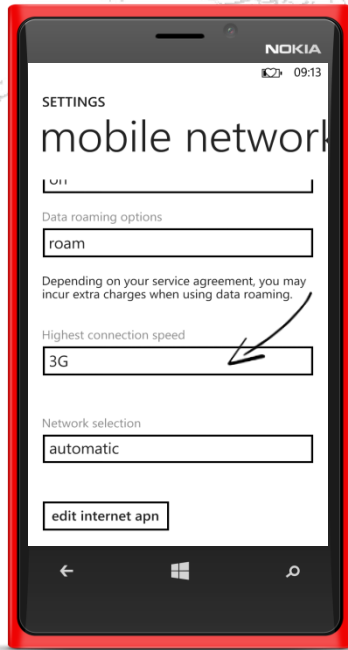 NOKIA
09:13
SETTINGS
mobile network
Data roaming options
roam
Depending on your service agreement, you may
incur extra charges when using data roaming.
Highest connection speed
3G
Network selection
automatic
edit internet apn